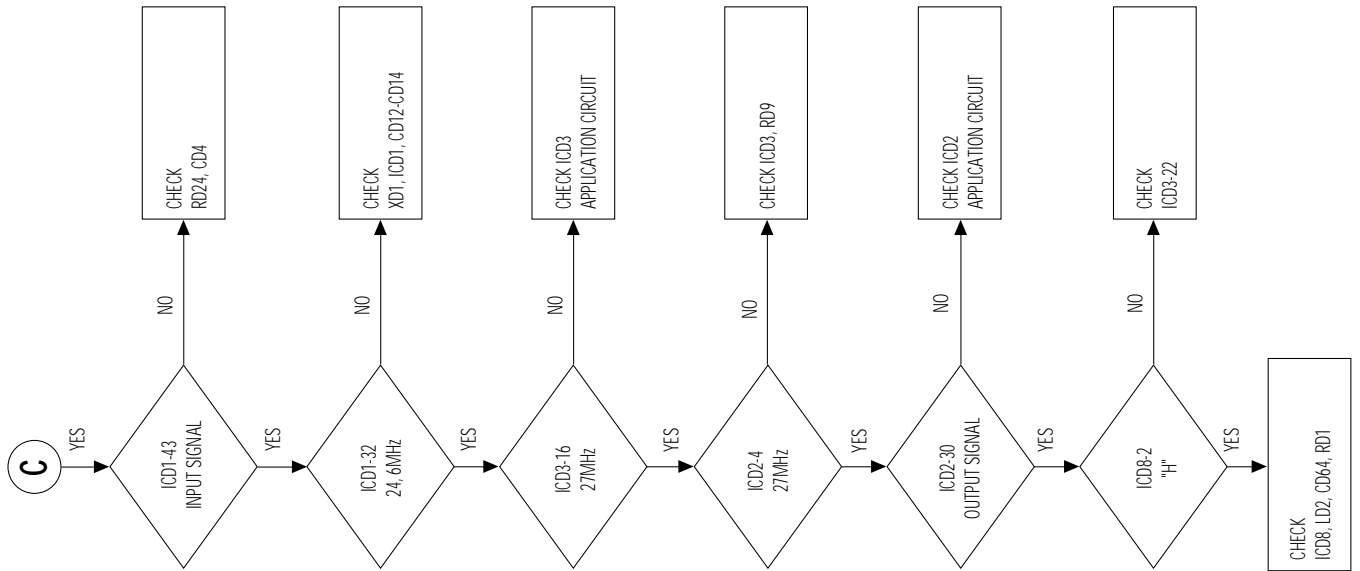 C
YES
ICD1-43
INPUT SIGNAL
NO
CHECK
RD24, CD4
YES
ICD1-32
24, 6MHz
NO
CHECK
XD1, ICD1, CD12-CD14
YES
ICD3-16
27MHz
NO
CHECK ICD3
APPLICATION CIRCUIT
YES
ICD2-4
27MHz
NO
CHECK ICD3, RD9
YES
ICD2-30
OUTPUT SIGNAL
NO
CHECK ICD2
APPLICATION CIRCUIT
YES
ICD8-2
"H"
NO
CHECK
ICD3-22
YES
CHECK
ICD8, LD2, CD64, RD1